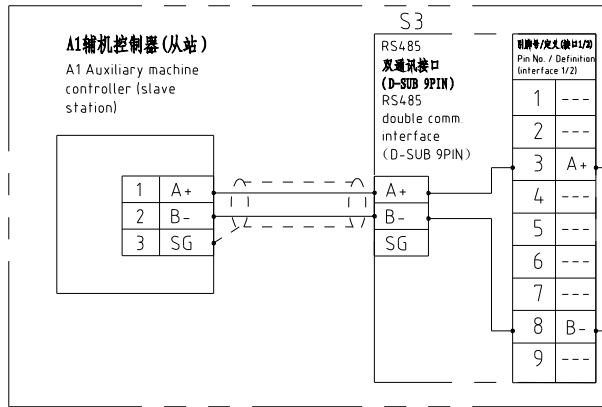 S3
A1辅机控制器(从站)
A1 Auxiliary machine
controller (slave
station)
RS485
双通讯接口
(D-SUB 9PIN)
RS485
double comm.
interface
(D-SUB 9PIN)
引脚号/定义(接口1/2)
Pin No. / Definition
(interface 1/2)
1 A+
2 B-
3 SG
A+
B-
SG
1 ---
2 ---
3 A+
4 ---
5 ---
6 ---
7 ---
8 B-
9 ---